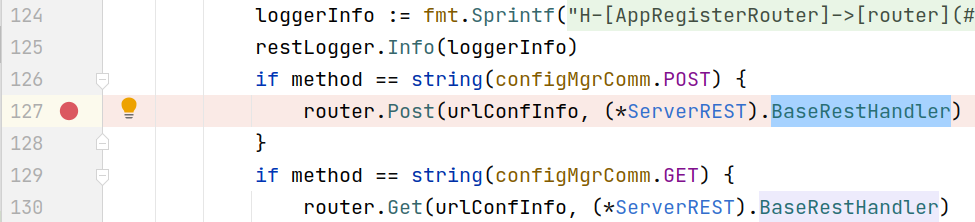 124 loggerInfo := fmt.Sprintf("H-[AppRegisterRouter]->[router](#
125 restLogger.Info(loggerInfo)
126 if method == string(configMgrComm.POST) {
127 router.Post(urlConfInfo, (*ServerREST).BaseRestHandler)
128 }
129 if method == string(configMgrComm.GET) {
130 router.Get(urlConfInfo, (*ServerREST).BaseRestHandler)